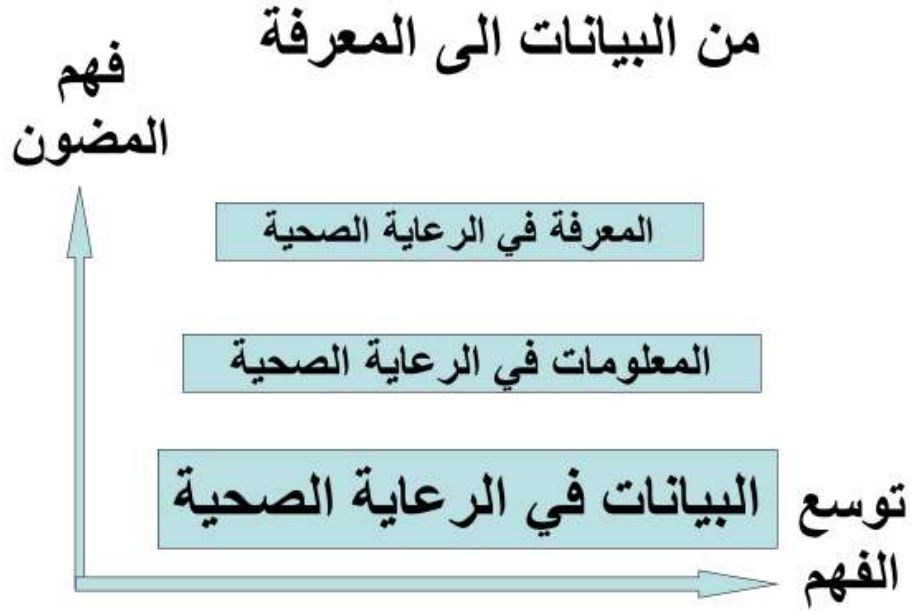 من البيانات الى المعرفة
فهم
المضون
المعرفة في الرعاية الصحية
المعلومات في الرعاية الصحية
البيانات في الرعاية الصحية
توسع
الفهم